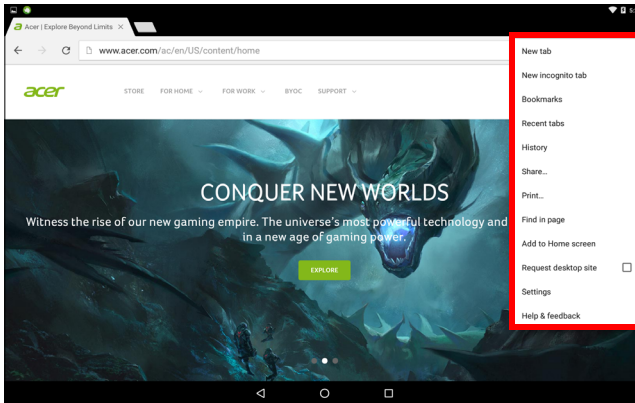 Acer | Explore Beyond Limits
www.acer.com/ac/en/US/content/home
acer
STORE FOR HOME FOR WORK BYOC SUPPORT
CONQUER NEW WORLDS
Witness the rise of our new gaming empire. The universe's most powerful technology and
in a new age of gaming power.
EXPLORE
New tab
New incognito tab
Bookmarks
Recent tabs
History
Share...
Print...
Find in page
Add to Home screen
Request desktop site
Settings
Help & feedback